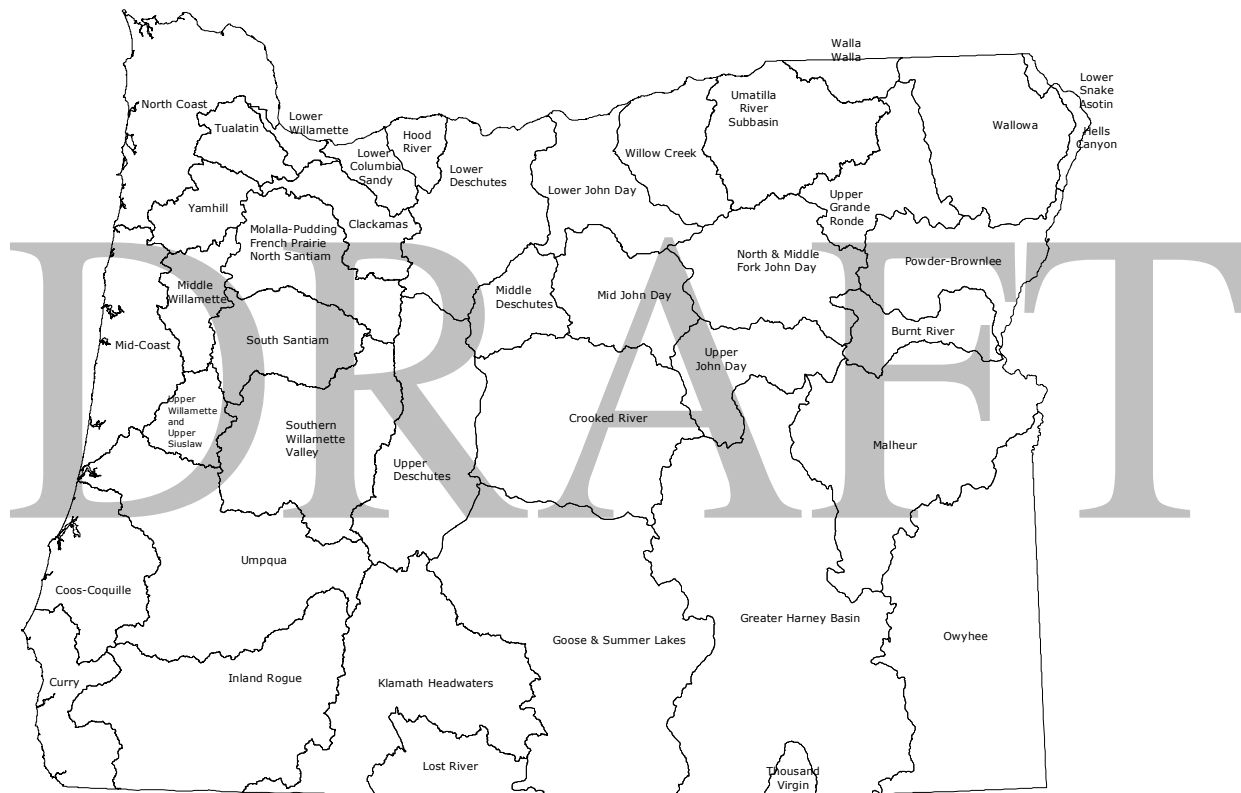 Walla
Walla
Lower
Snake
Asotin
Hells
Canyon
North Coast
Tualatin
Lower
Willamette
Hood
River
Lower
Columbia
Sandy
Lower
Deschutes
Lower John Day
Willow Creek
Umatilla
River
Subbasin
Wallowa
Upper
Grande
Ronde
Yamhill
Molalla-Pudding
French Prairie
North Santiam
Clackamas
North & Middle
Fork John Day
Powder-Brownlee
DRAFT
Middle
Willamette
Middle
Deschutes
Mid John Day
Mid-Coast
South Santiam
Upper
John Day
Burnt River
Upper
Willamette
and
Upper
Siuslaw
Southern
Willamette
Valley
Upper
Deschutes
Crooked River
Malheur
Umpqua
Coos-Coquille
Goose & Summer Lakes
Greater Harney Basin
Owyhee
Curry
Inland Rogue
Klamath Headwaters
Lost River
Thousand
Virgin